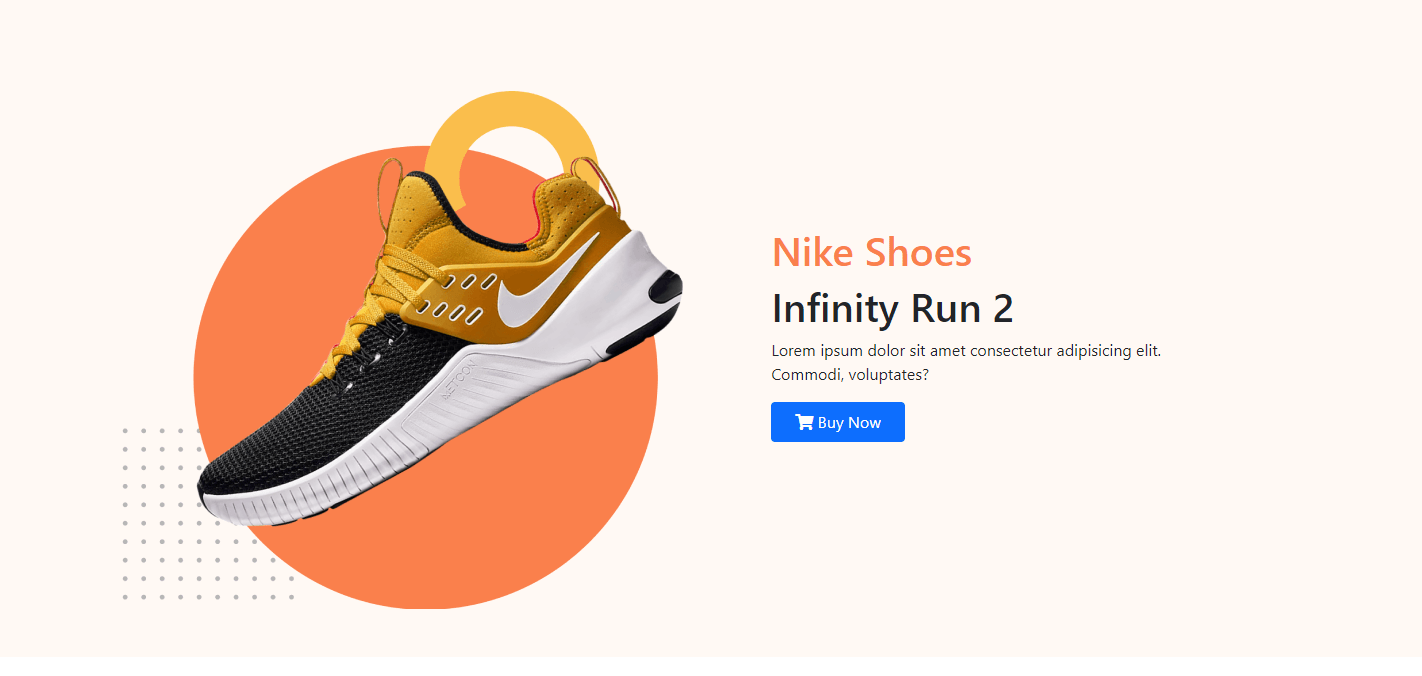 Nike Shoes
Infinity Run 2
Lorem ipsum dolor sit amet consectetur adipisicing elit.
Commodi, voluptates?
Buy Now